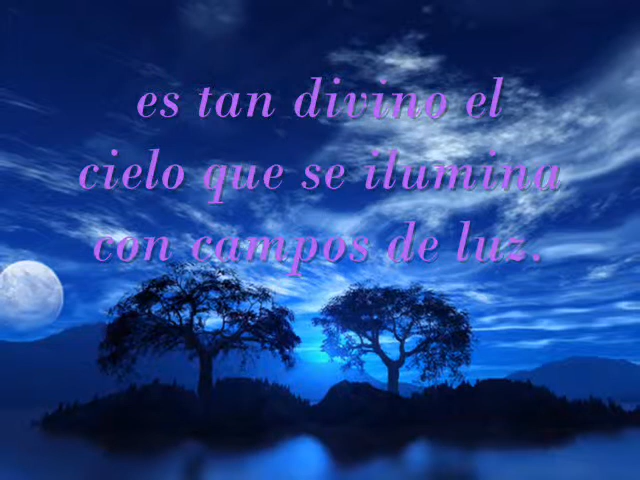 es tan divino el
cielo que se ilumina
con campos de luz.